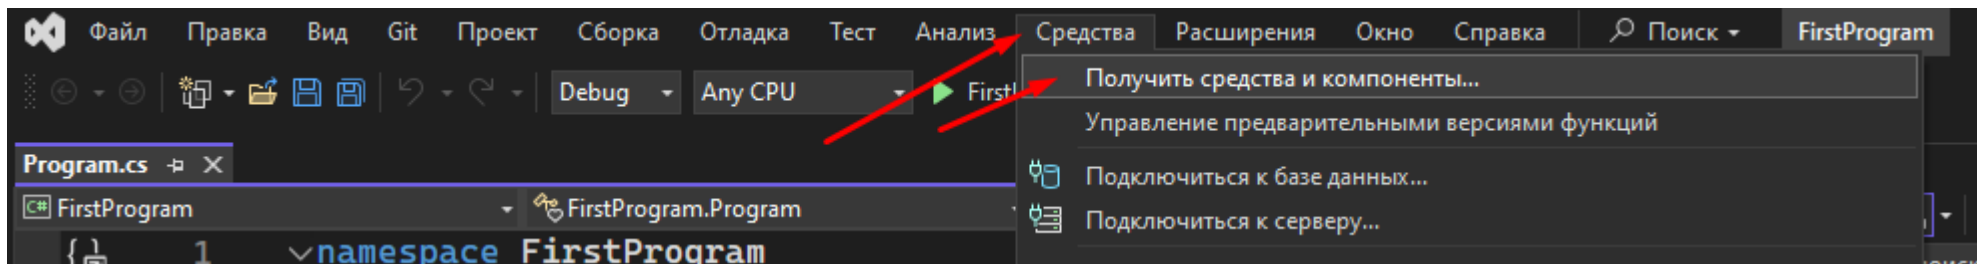 Файл Правка Вид Git Проект Сборка Отладка Тест Анализ Средства Расширения Окно Справка Поиск FirstProgram
Debug Any CPU
Получить средства и компоненты...
Управление предварительными версиями функций
Program.cs
Подключиться к базе данных...
FirstProgram FirstProgram.Program
Подключиться к серверу...
1 namespace FirstProgram